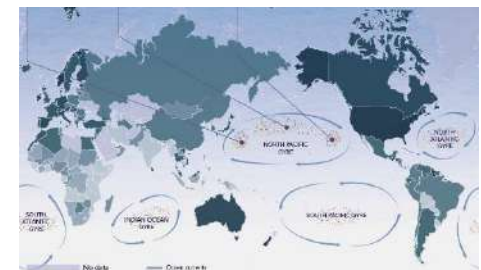 NORTH PACIFIC
GYRE
NORTH
ATLANTIC
GYRE
SOUTH
ATLANTIC
GYRE
INDIAN OCEAN
GYRE
SOUTH PACIFIC GYRE
No data